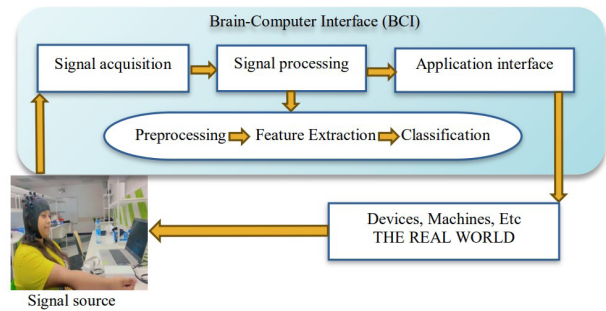 Brain-Computer Interface (BCI)
Signal acquisition
Signal processing
Application interface
Preprocessing
Feature Extraction
Classification
Devices, Machines, Etc
THE REAL WORLD
Signal source